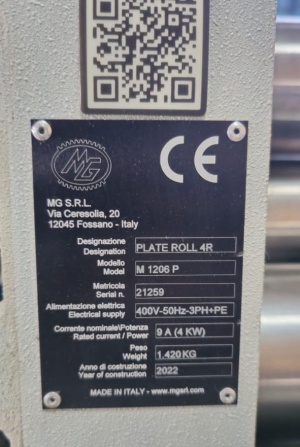 MG
CE
MG S.R.L.
Via Ceresolia, 20
12045 Fossano - Italy
Designazione
Designation PLATE ROLL 4R
Modello
Model M 1206 P
Matricola
Serial n. 21259
Alimentazione elettrica
Electrical supply 400V-50Hz-3PH+PE
Corrente nominale\Potenza
Rated current / Power 9 A (4 KW)
Peso
Weight 1.420 KG
Anno di costruzione
Year of construction 2022
MADE IN ITALY - www.mgsrl.com